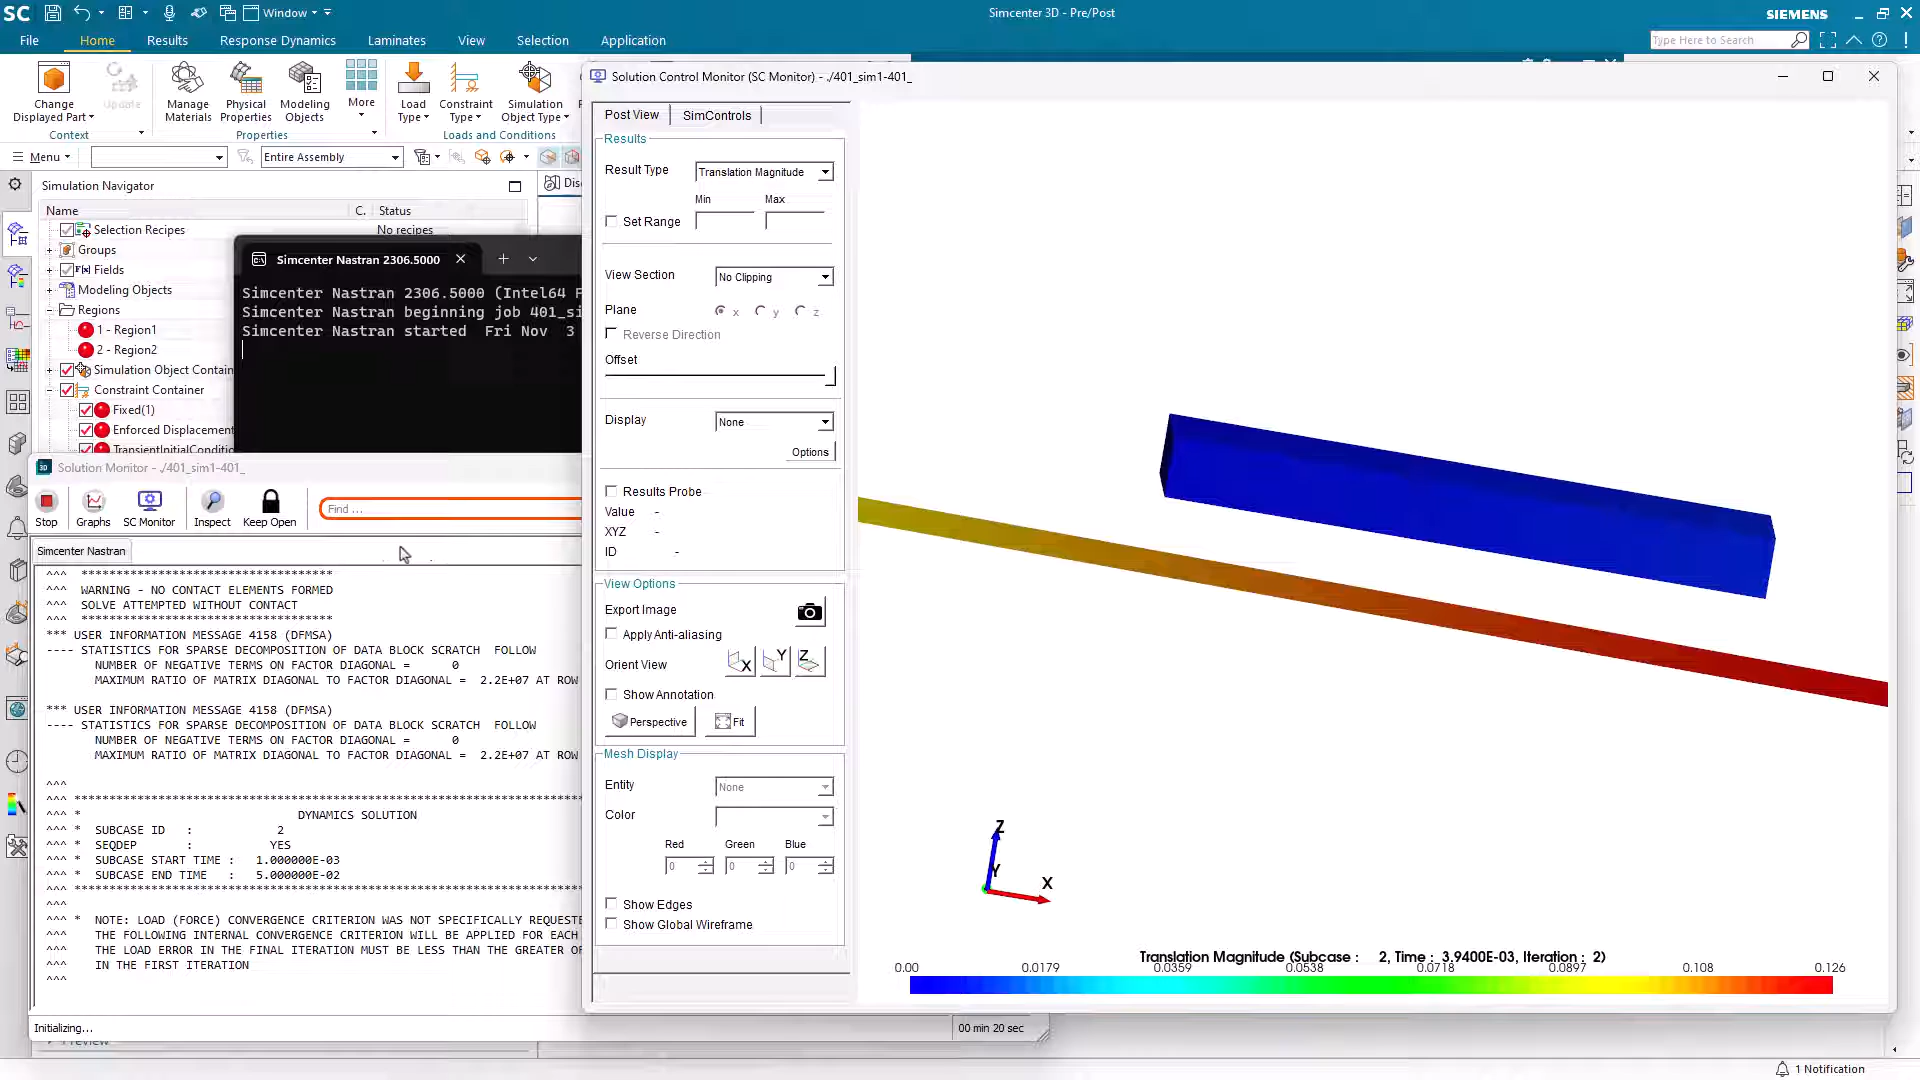 SC Window Simcenter 3D - Pre/Post SIEMENS
File Home Results Response Dynamics Laminates View Selection Application Type Here to Search
Change Displayed Part
Update
Manage Materials
Physical Properties
Modeling Objects
More
Load Type
Constraint Type
Simulation Object Type
Context Properties Loads and Conditions
Menu Entire Assembly
Simulation Navigator
Name C. Status
Selection Recipes No recipes
Groups
Fields
Modeling Objects
Regions
1 - Region1
2 - Region2
Simulation Object Contain
Constraint Container
Fixed(1)
Enforced Displacement
TransientInitialConditic
Simcenter Nastran 2306.5000
Simcenter Nastran 2306.5000 (Intel64 F
Simcenter Nastran beginning job 401_si
Simcenter Nastran started Fri Nov 3
Solution Monitor - ./401_sim1-401_
Stop Graphs SC Monitor Inspect Keep Open Find ...
Simcenter Nastran
^^^ **********************************
^^^ WARNING - NO CONTACT ELEMENTS FORMED
^^^ SOLVE ATTEMPTED WITHOUT CONTACT
^^^ **********************************
*** USER INFORMATION MESSAGE 4158 (DFMSA)
---- STATISTICS FOR SPARSE DECOMPOSITION OF DATA BLOCK SCRATCH FOLLOW
NUMBER OF NEGATIVE TERMS ON FACTOR DIAGONAL = 0
MAXIMUM RATIO OF MATRIX DIAGONAL TO FACTOR DIAGONAL = 2.2E+07 AT ROW
*** USER INFORMATION MESSAGE 4158 (DFMSA)
---- STATISTICS FOR SPARSE DECOMPOSITION OF DATA BLOCK SCRATCH FOLLOW
NUMBER OF NEGATIVE TERMS ON FACTOR DIAGONAL = 0
MAXIMUM RATIO OF MATRIX DIAGONAL TO FACTOR DIAGONAL = 2.2E+07 AT ROW
^^^
^^^ **********************************************************************
^^^ * DYNAMICS SOLUTION
^^^ * SUBCASE ID : 2
^^^ * SEQDEP : YES
^^^ * SUBCASE START TIME : 1.000000E-03
^^^ * SUBCASE END TIME : 5.000000E-02
^^^ **********************************************************************
^^^
^^^ * NOTE: LOAD (FORCE) CONVERGENCE CRITERION WAS NOT SPECIFICALLY REQUESTE
^^^ THE FOLLOWING INTERNAL CONVERGENCE CRITERION WILL BE APPLIED FOR EACH
^^^ THE LOAD ERROR IN THE FINAL ITERATION MUST BE LESS THAN THE GREATER OF
^^^ IN THE FIRST ITERATION
^^^
Initializing... 00 min 20 sec
Solution Control Monitor (SC Monitor) - ./401_sim1-401_
Post View SimControls
Results
Result Type Translation Magnitude
Min Max
Set Range
View Section No Clipping
Plane x y z
Reverse Direction
Offset
Display None
Options
Results Probe
Value -
XYZ -
ID -
View Options
Export Image
Apply Anti-aliasing
Orient View X Y Z
Show Annotation
Perspective Fit
Mesh Display
Entity None
Color
Red Green Blue
0 0 0
Show Edges
Show Global Wireframe
Z
Y
X
Translation Magnitude (Subcase : 2, Time : 3.9400E-03, Iteration : 2)
0.00 0.0179 0.0359 0.0538 0.0718 0.0897 0.108 0.126
1 Notification